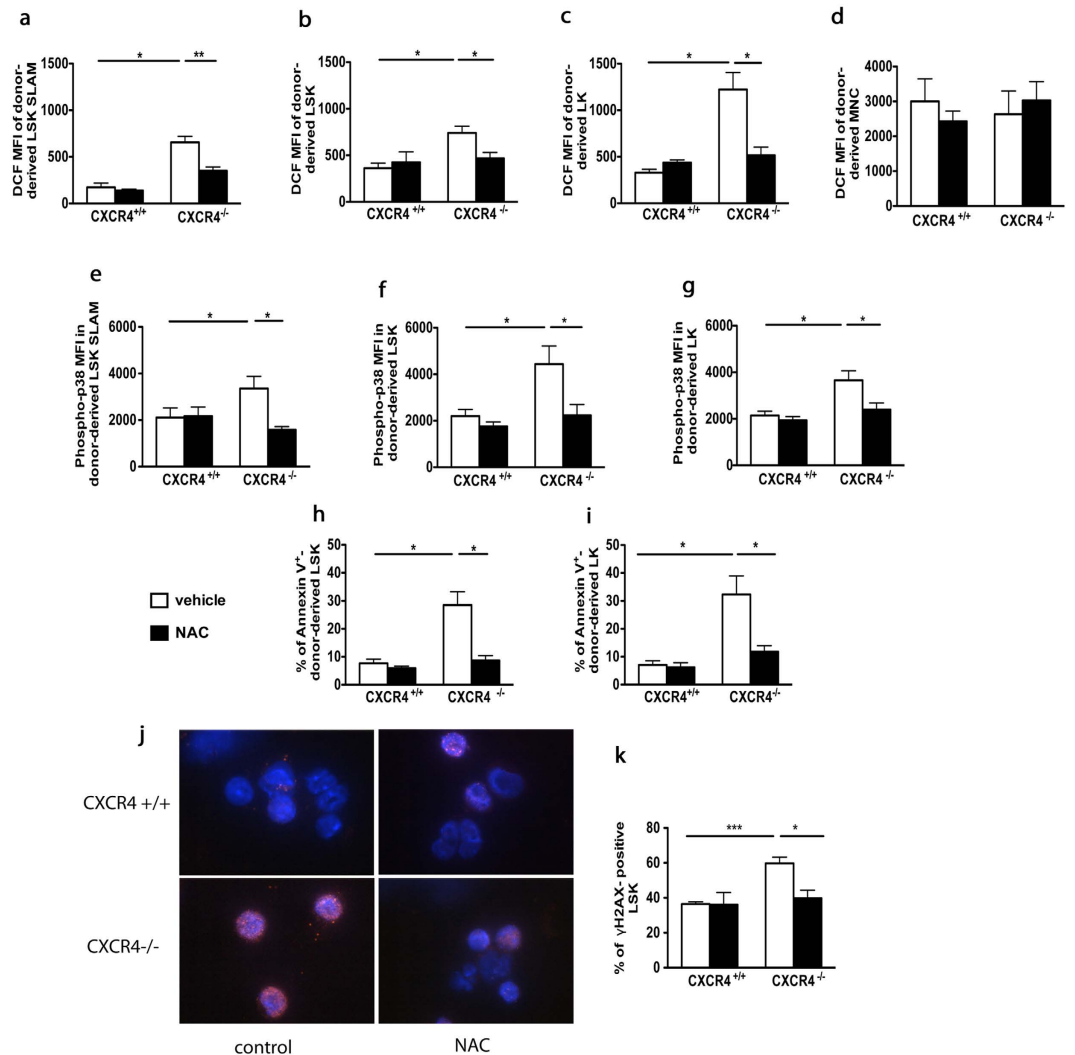 a
DCF MFI of donor-
derived LSK SLAM
1500
1000
500
0
*
**
CXCR4+/+
CXCR4-/-
b
DCF MFI of donor-
derived LSK
1500
1000
500
0
*
*
CXCR4 +/+
CXCR4 -/-
c
DCF MFI of donor-
derived LK
1500
1000
500
0
*
*
CXCR4 +/+
CXCR4 -/-
d
DCF MFI of donor-
derived MNC
4000
3000
2000
1000
0
CXCR4 +/+
CXCR4 -/-
e
Phospho-p38 MFI in
donor-derived LSK SLAM
6000
4000
2000
0
*
*
CXCR4 +/+
CXCR4 -/-
f
Phospho-p38 MFI in
donor-derived LSK
6000
4000
2000
0
*
*
CXCR4 +/+
CXCR4 -/-
g
Phospho-p38 MFI in
donor-derived LK
6000
4000
2000
0
*
*
CXCR4 +/+
CXCR4 -/-
vehicle
NAC
h
% of Annexin V+-
donor-derived LSK
50
40
30
20
10
0
*
*
CXCR4 +/+
CXCR4 -/-
i
% of Annexin V+-
donor-derived LK
50
40
30
20
10
0
*
*
CXCR4 +/+
CXCR4 -/-
j
CXCR4 +/+
CXCR4-/-
control
NAC
k
% of γH2AX- positive
LSK
80
60
40
20
0
***
*
CXCR4 +/+
CXCR4 -/-